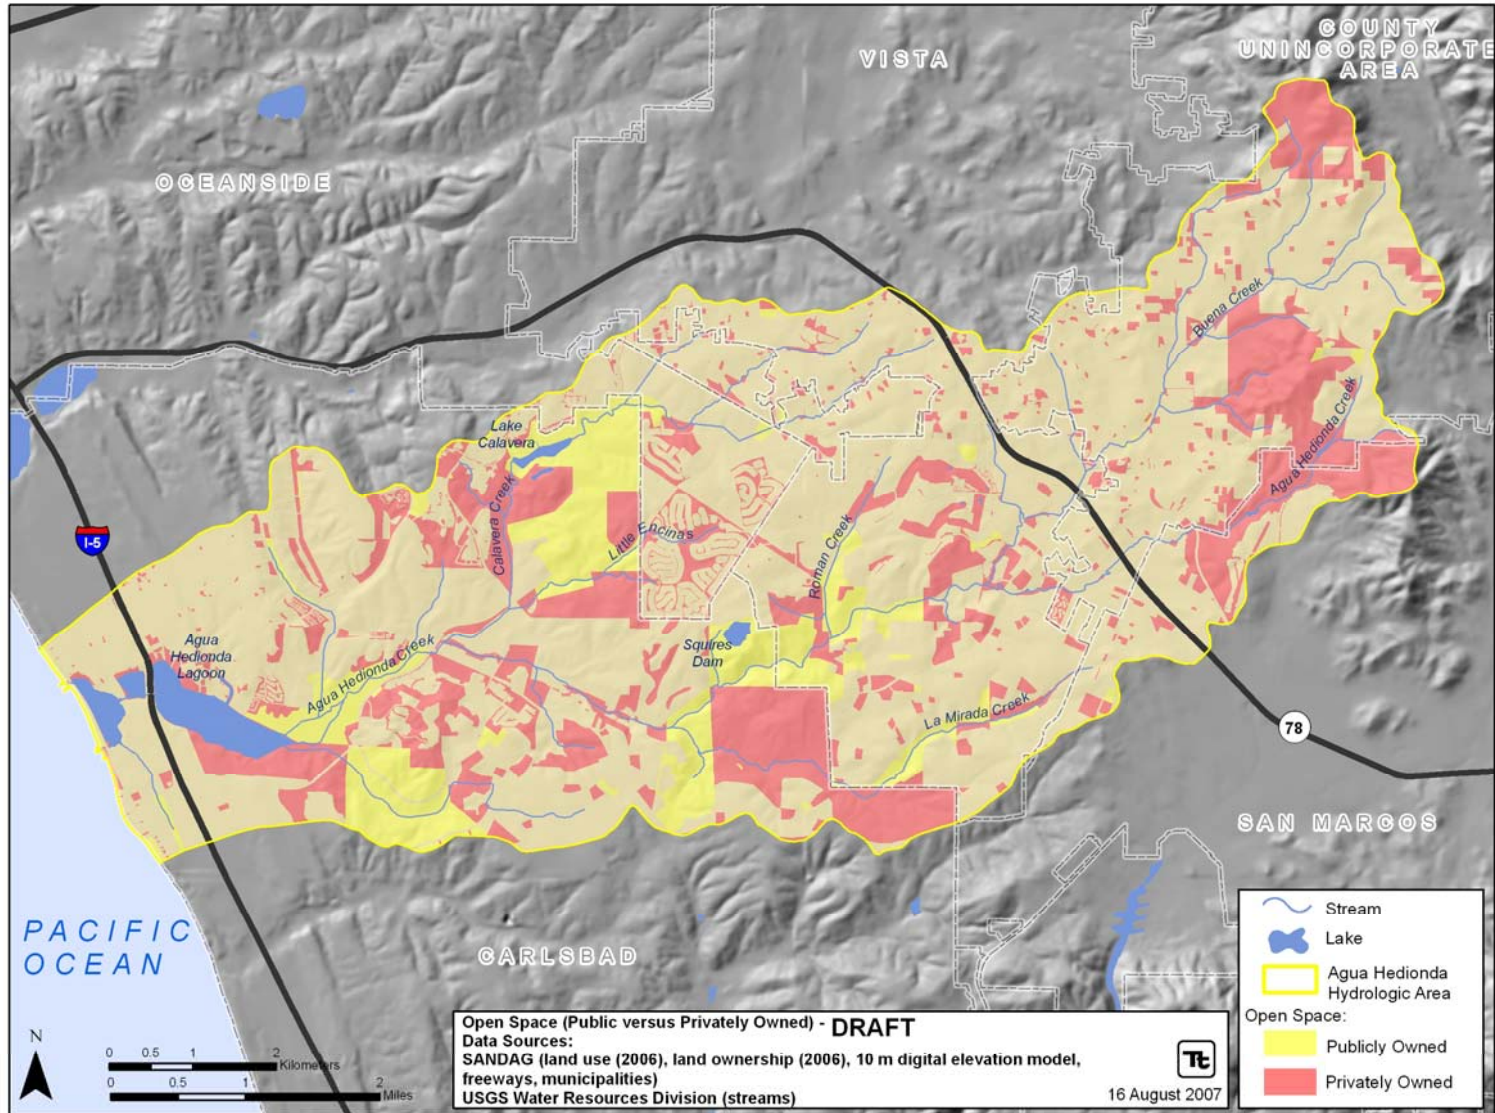 COUNTY
UNINCORPORATE
AREA
VISTA
OCEANSIDE
Buena Creek
Agua Hedionda Creek
Lake
Calavera
Calavera Creek
Little Encinas
Roman Creek
I-5
Agua
Hedionda
Lagoon
Agua Hedionda Creek
Squires
Dam
La Mirada Creek
78
SAN MARCOS
PACIFIC
OCEAN
CARLSBAD
Stream
Lake
Agua Hedionda
Hydrologic Area
Open Space:
Publicly Owned
Privately Owned
N
0 0.5 1 2
Kilometers
0 0.5 1 2
Miles
Open Space (Public versus Privately Owned) - DRAFT
Data Sources:
SANDAG (land use (2006), land ownership (2006), 10 m digital elevation model,
freeways, municipalities)
USGS Water Resources Division (streams)
Tt
16 August 2007